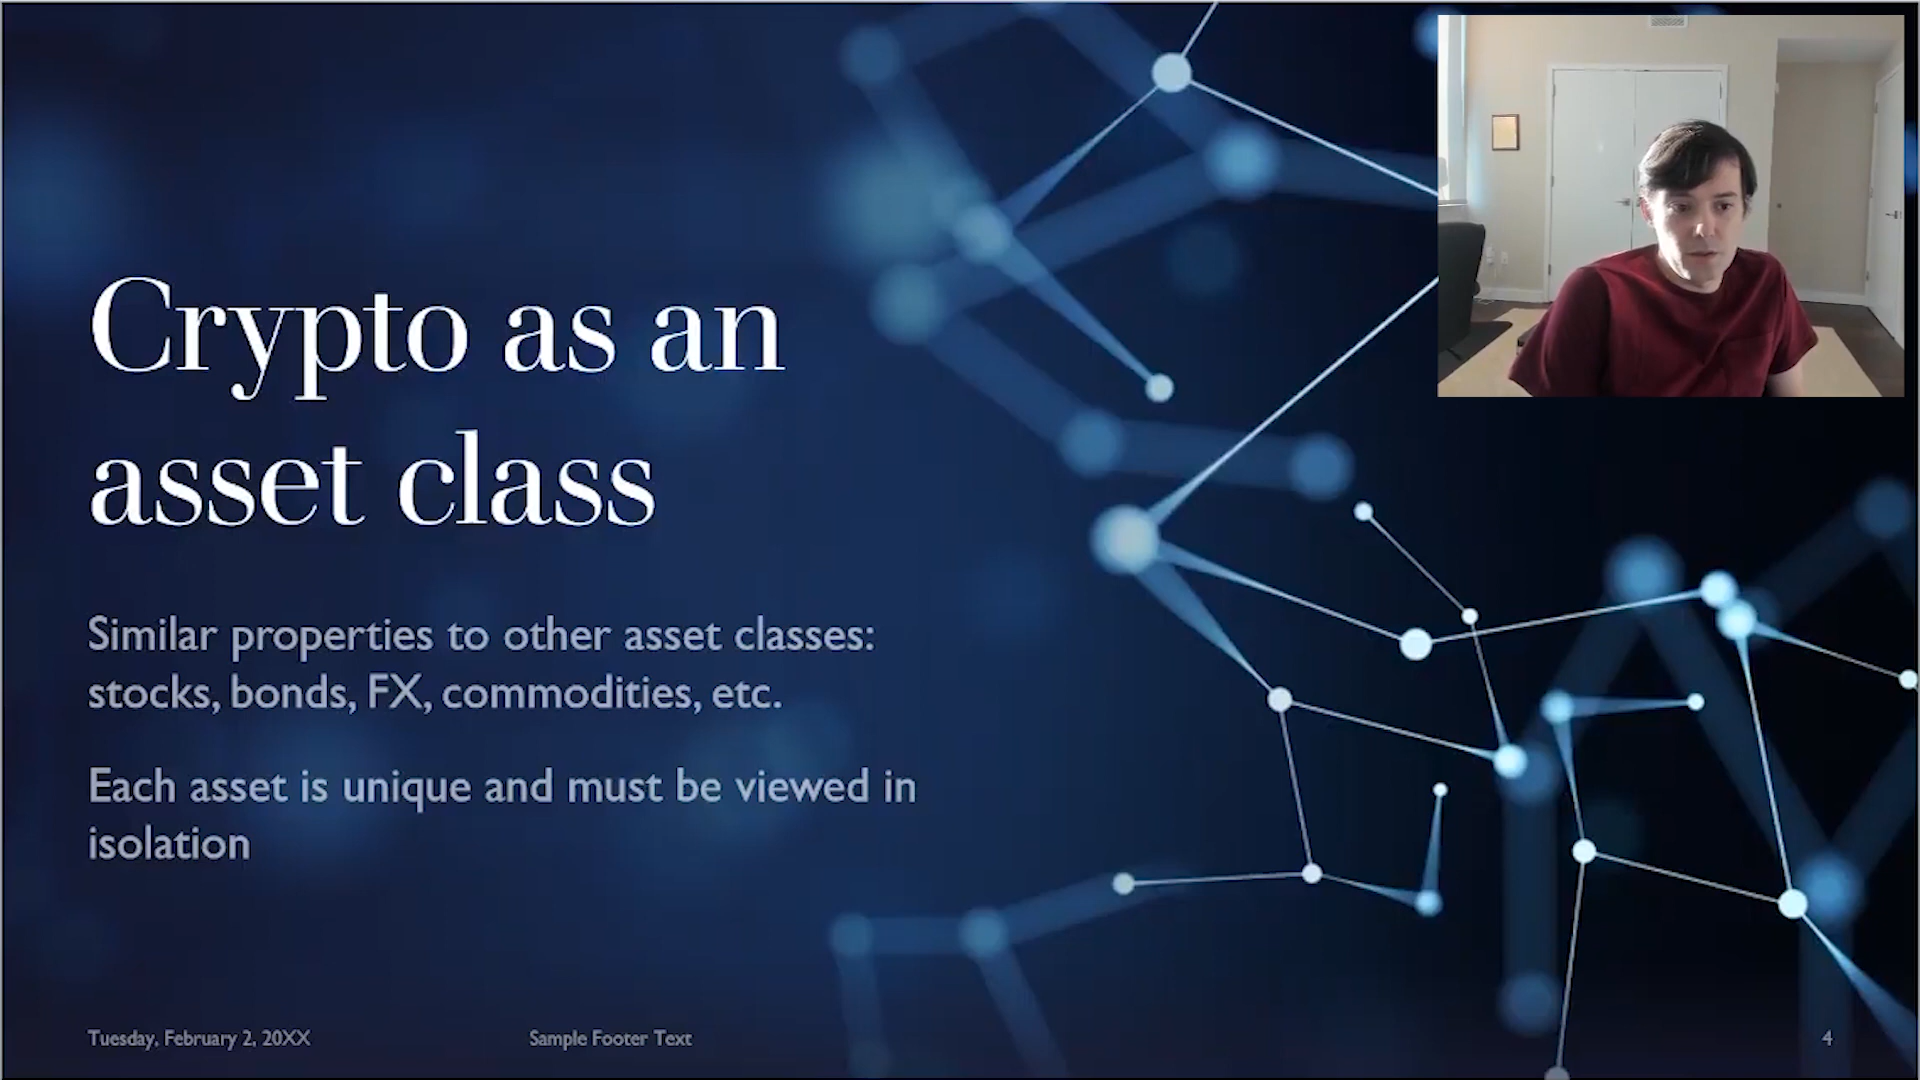 Crypto as an
asset class
Similar properties to other asset classes:
stocks, bonds, FX, commodities, etc.
Each asset is unique and must be viewed in
isolation
Tuesday, February 2, 20XX
Sample Footer Text
4